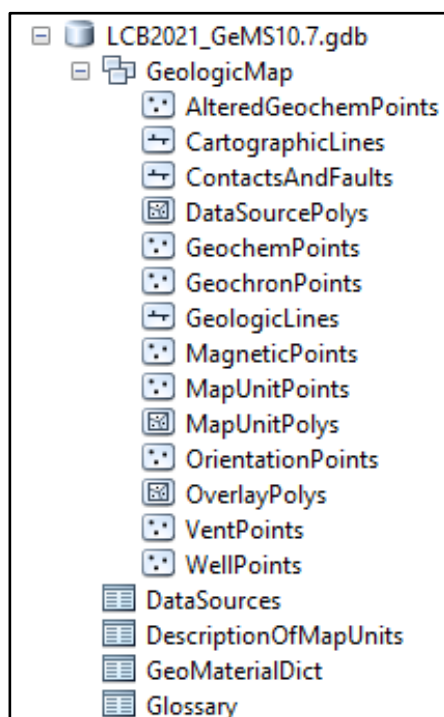 LCB2021_GeMS10.7.gdb
GeologicMap
AlteredGeochemPoints
CartographicLines
ContactsAndFaults
DataSourcePolys
GeochemPoints
GeochronPoints
GeologicLines
MagneticPoints
MapUnitPoints
MapUnitPolys
OrientationPoints
OverlayPolys
VentPoints
WellPoints
DataSources
DescriptionOfMapUnits
GeoMaterialDict
Glossary